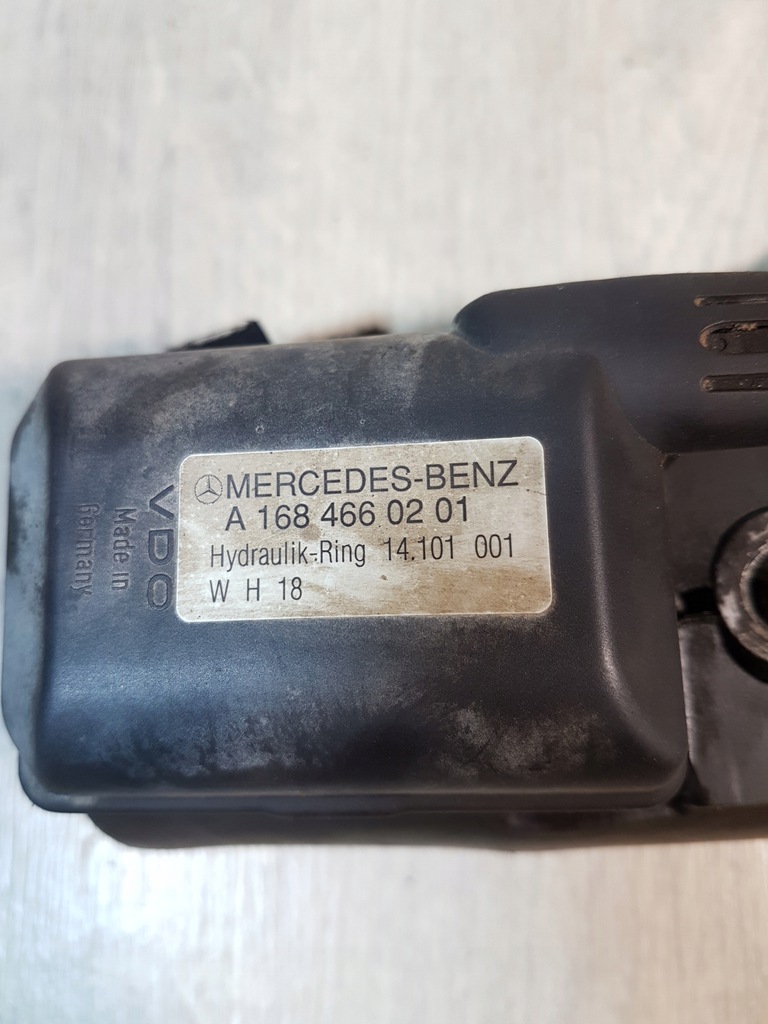 MERCEDES-BENZ
A 168 466 02 01
Hydraulik-Ring 14.101 001
W H 18
VDO
Made in
Germany